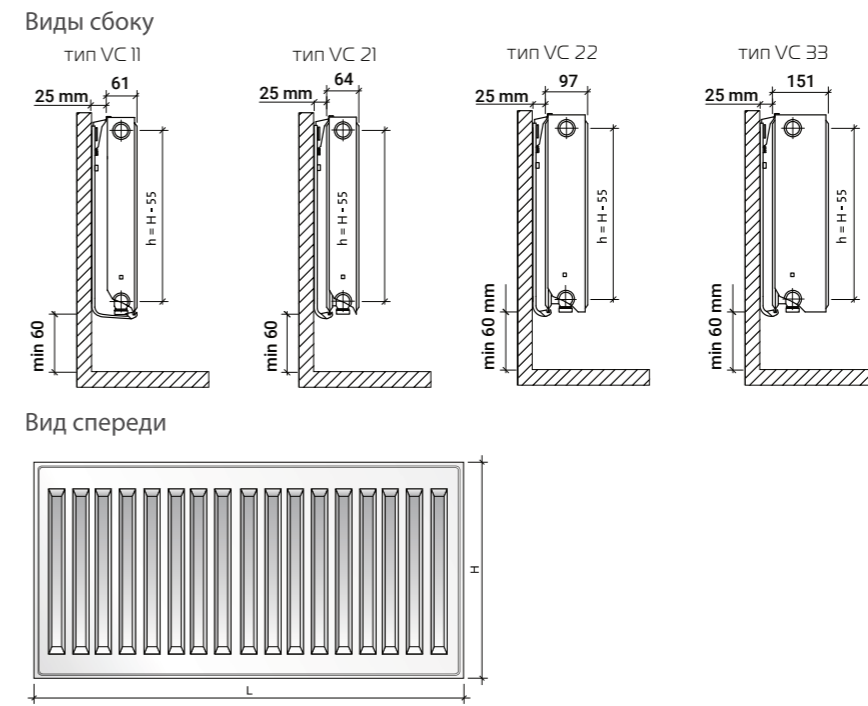 Виды сбоку
тип VC 11
тип VC 21
тип VC 22
тип VC 33
25 mm
61
25 mm
64
25 mm
97
25 mm
151
h = H - 55
h = H - 55
h = H - 55
h = H - 55
min 60
min 60
min 60 mm
min 60 mm
Вид спереди
H
L